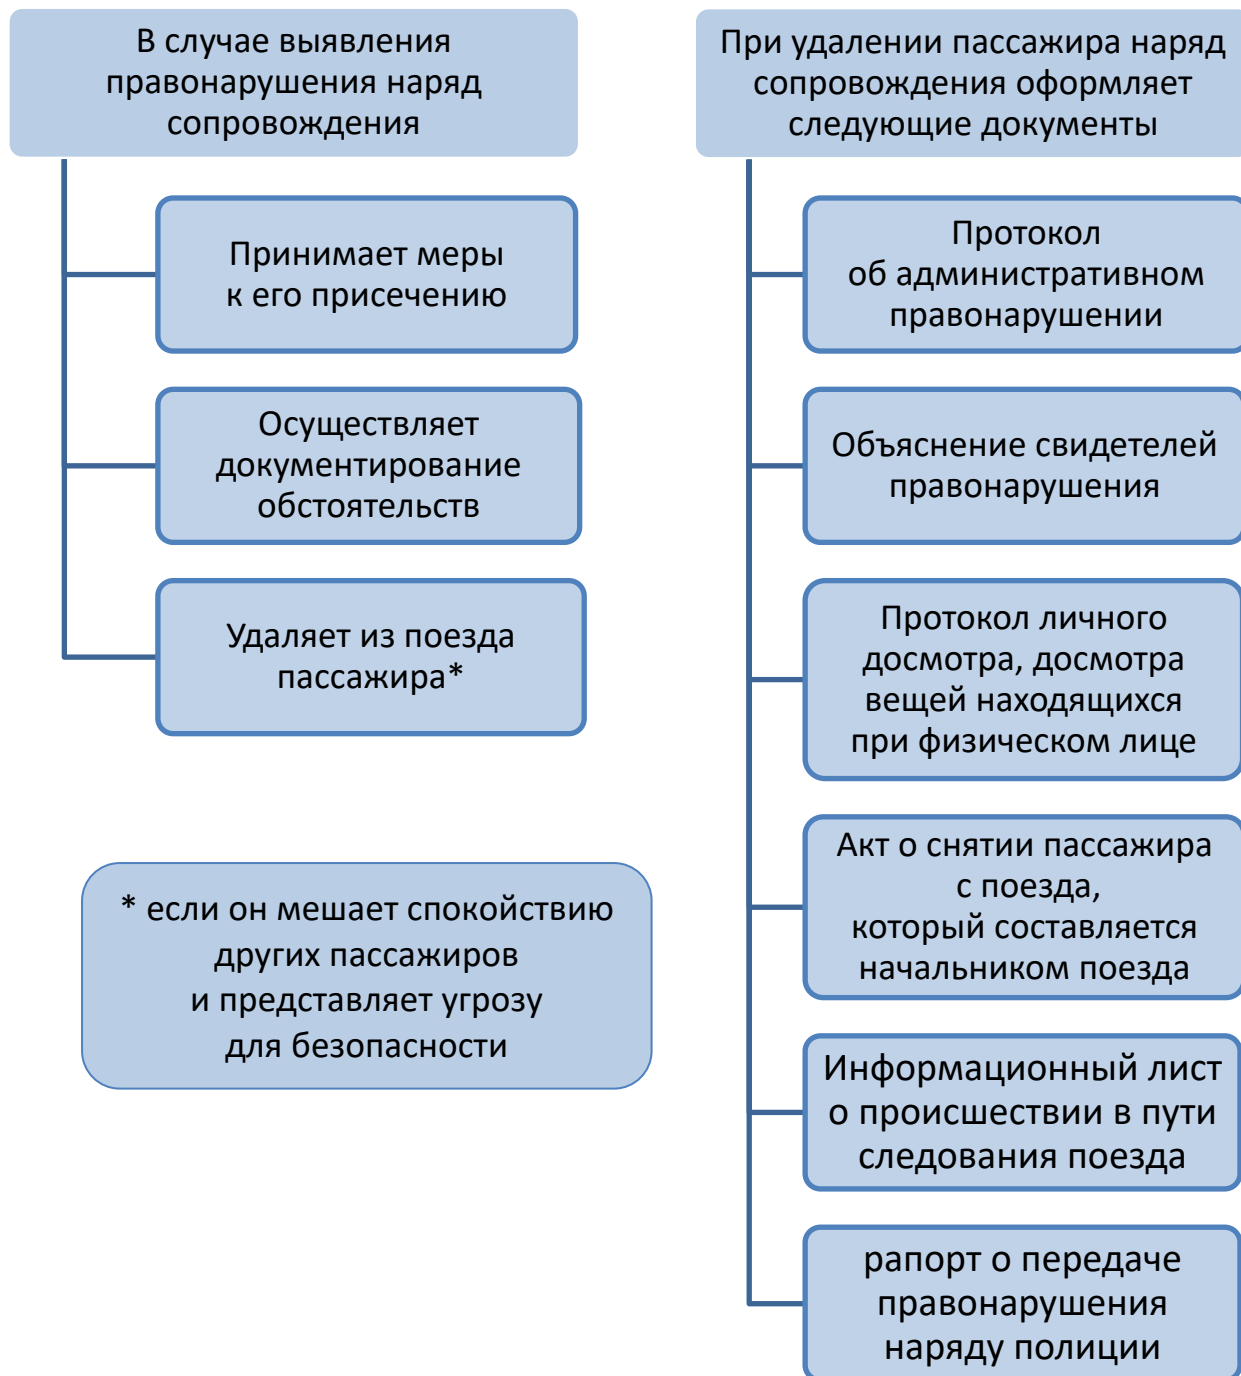 В случае выявления
правонарушения наряд
сопровождения
Принимает меры
к его присечению
Осуществляет
документирование
обстоятельств
Удаляет из поезда
пассажира*
* если он мешает спокойствию
других пассажиров
и представляет угрозу
для безопасности
При удалении пассажира наряд
сопровождения оформляет
следующие документы
Протокол
об административном
правонарушении
Объяснение свидетелей
правонарушения
Протокол личного
досмотра, досмотра
вещей находящихся
при физическом лице
Акт о снятии пассажира
с поезда,
который составляется
начальником поезда
Информационный лист
о происшествии в пути
следования поезда
рапорт о передаче
правонарушения
наряду полиции